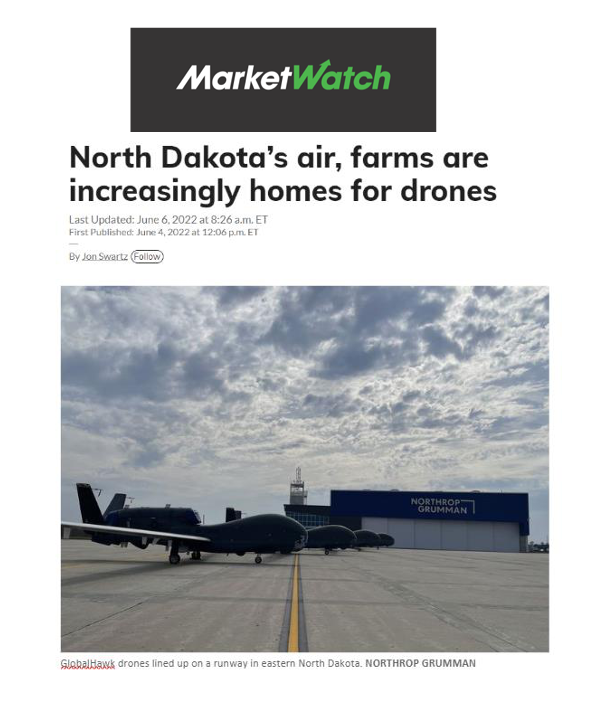 MarketWatch
North Dakota’s air, farms are
increasingly homes for drones
Last Updated: June 6, 2022 at 8:26 a.m. ET
First Published: June 4, 2022 at 12:06 p.m. ET
By Jon Swartz Follow
NORTHROP
GRUMMAN
GlobalHawk drones lined up on a runway in eastern North Dakota. NORTHROP GRUMMAN